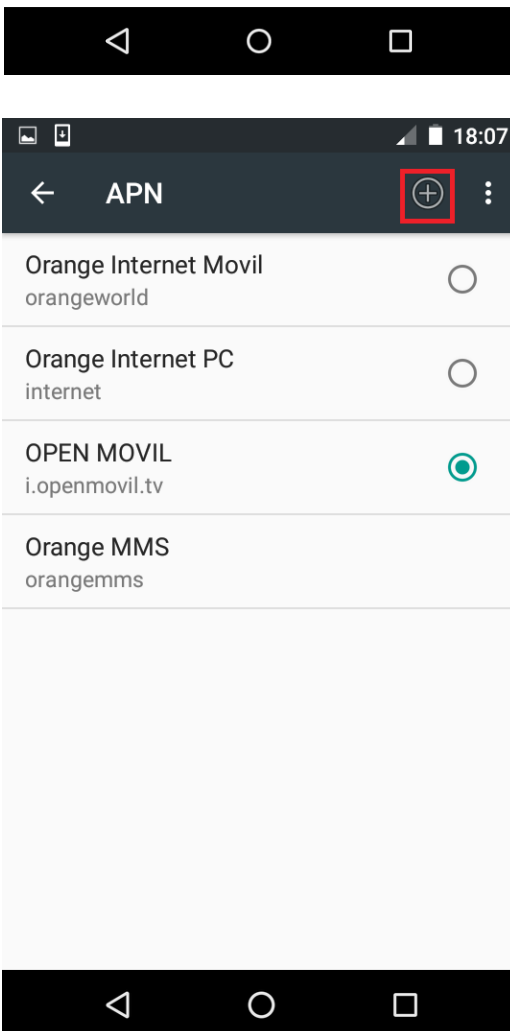 18:07
APN
Orange Internet Movil
orangeworld
Orange Internet PC
internet
OPEN MOVIL
i.openmovil.tv
Orange MMS
orangemms